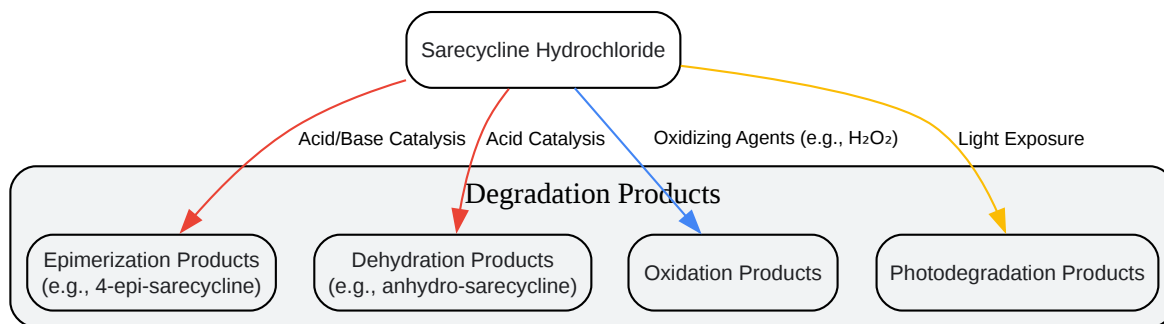 Sarecycline Hydrochloride
Acid/Base Catalysis
Acid Catalysis
Oxidizing Agents (e.g., H₂O₂)
Light Exposure
Degradation Products
Epimerization Products
(e.g., 4-epi-sarecycline)
Dehydration Products
(e.g., anhydro-sarecycline)
Oxidation Products
Photodegradation Products